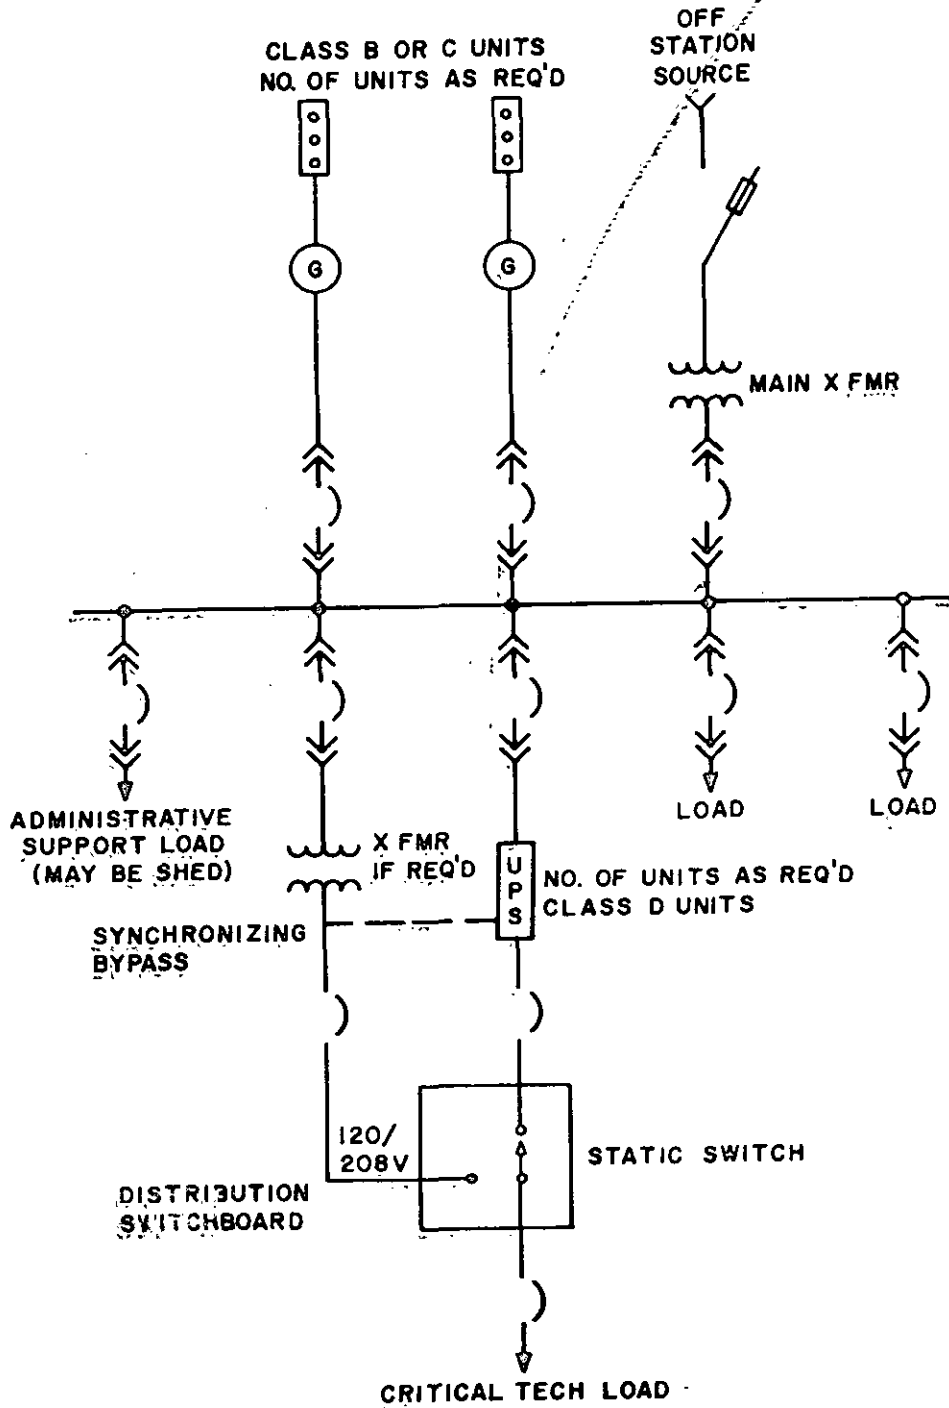 OFF
STATION
SOURCE
CLASS B OR C UNITS
NO. OF UNITS AS REQ'D
G
G
MAIN X FMR
ADMINISTRATIVE
SUPPORT LOAD
(MAY BE SHED)
X FMR
IF REQ'D
UPS
NO. OF UNITS AS REQ'D
CLASS D UNITS
LOAD
LOAD
SYNCHRONIZING
BYPASS
120/
208V
STATIC SWITCH
DISTRIBUTION
SWITCHBOARD
CRITICAL TECH LOAD